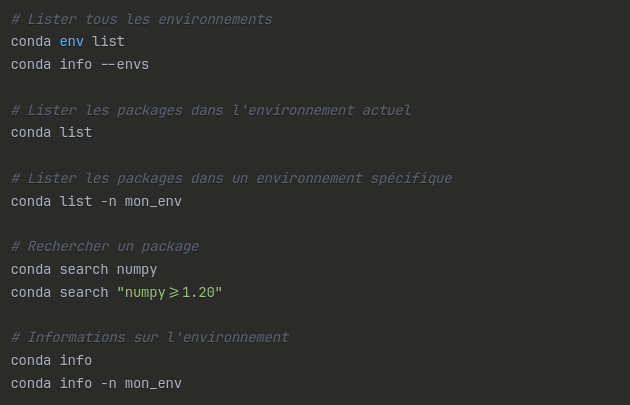 # Lister tous les environnements
conda env list
conda info --envs
# Lister les packages dans l'environnement actuel
conda list
# Lister les packages dans un environnement spécifique
conda list -n mon_env
# Rechercher un package
conda search numpy
conda search "numpy>=1.20"
# Informations sur l'environnement
conda info
conda info -n mon_env